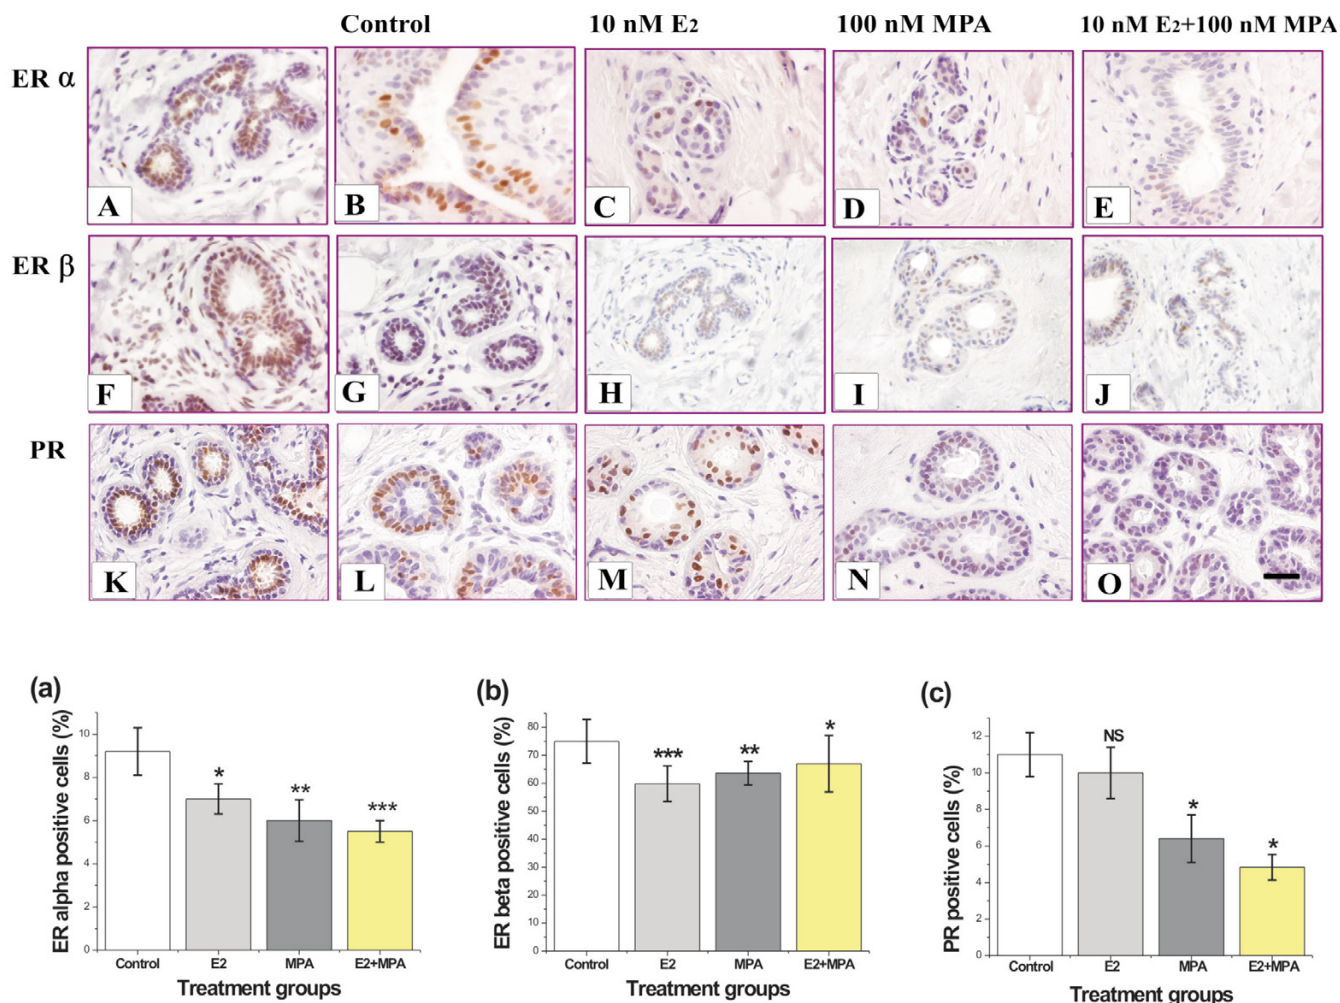 Control 10 nM E2 100 nM MPA 10 nM E2+100 nM MPA
ER α
A B C D E
ER β
F G H I J
PR
K L M N O
(a) (b) (c)
ER alpha positive cells (%)
10
8
6
4
2
0
* ** ***
Control E2 MPA E2+MPA
Treatment groups
ER beta positive cells (%)
80
70
60
50
40
30
20
10
0
*** ** *
Control E2 MPA E2+MPA
Treatment groups
PR positive cells (%)
12
10
8
6
4
2
0
NS * *
Control E2 MPA E2+MPA
Treatment groups